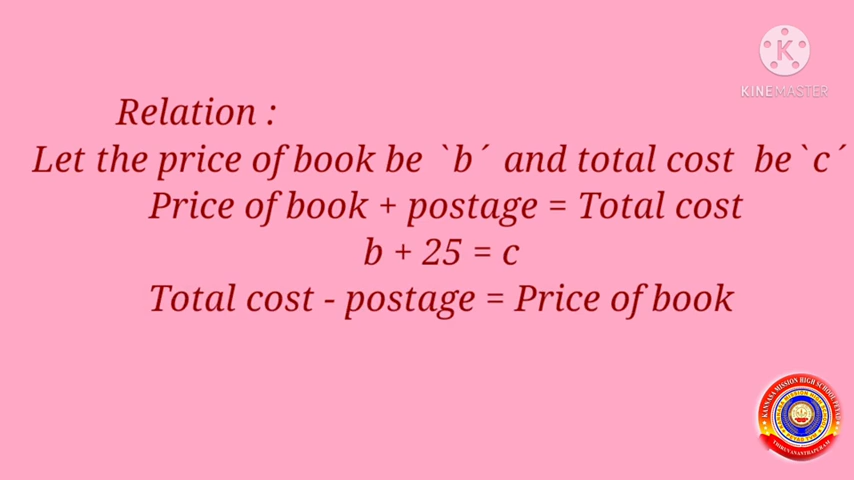 KINEMASTER
Relation :
Let the price of book be `b´ and total cost be`c´
Price of book + postage = Total cost
b + 25 = c
Total cost - postage = Price of book